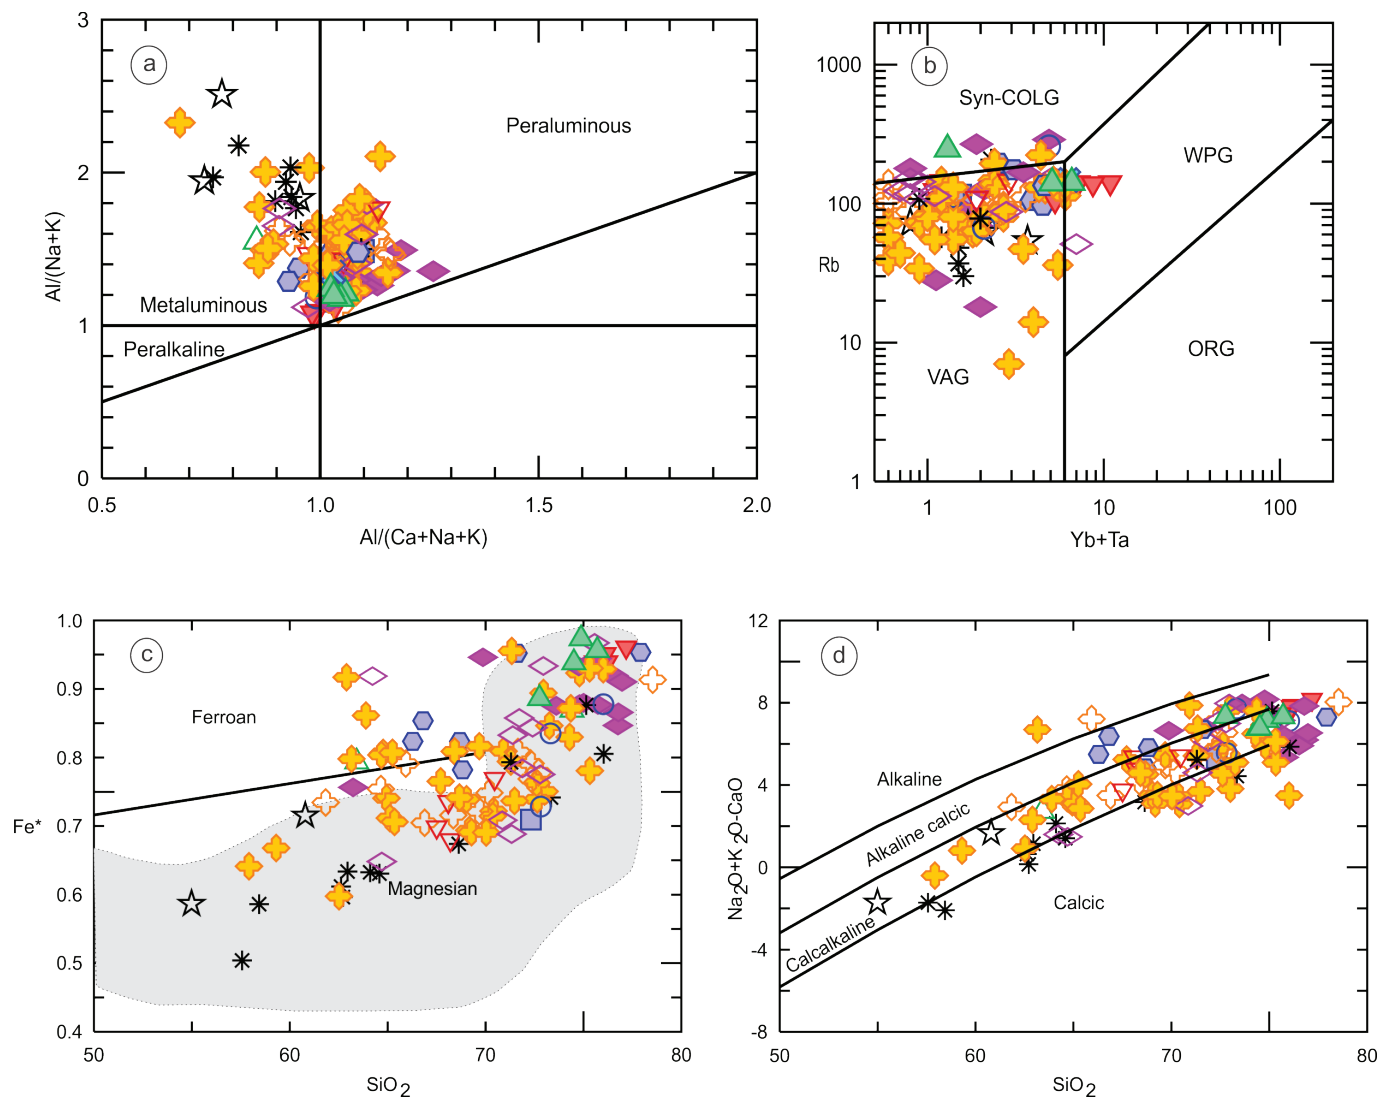 a
3
2
1
0
Al/(Na+K)
Peraluminous
Metaluminous
Peralkaline
0.5
1.0
1.5
2.0
Al/(Ca+Na+K)
b
1000
100
10
1
Rb
Syn-COLG
WPG
VAG
ORG
1
10
100
Yb+Ta
c
1.0
0.9
0.8
0.7
0.6
0.5
0.4
Fe*
Ferroan
Magnesian
50
60
70
80
SiO2
d
12
8
4
0
-4
-8
Na2O+K2O-CaO
Alkaline
Alkaline calcic
Calcalkaline
Calcic
50
60
70
80
SiO2